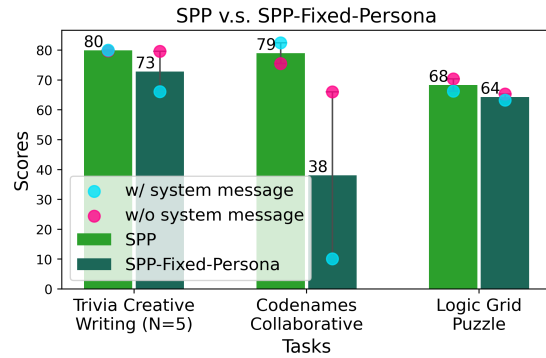 SPP v.s. SPP-Fixed-Persona
Scores
80
70
60
50
40
30
20
10
0
80
73
79
38
68
64
w/ system message
w/o system message
SPP
SPP-Fixed-Persona
Trivia Creative
Writing (N=5)
Codenames
Collaborative
Logic Grid
Puzzle
Tasks